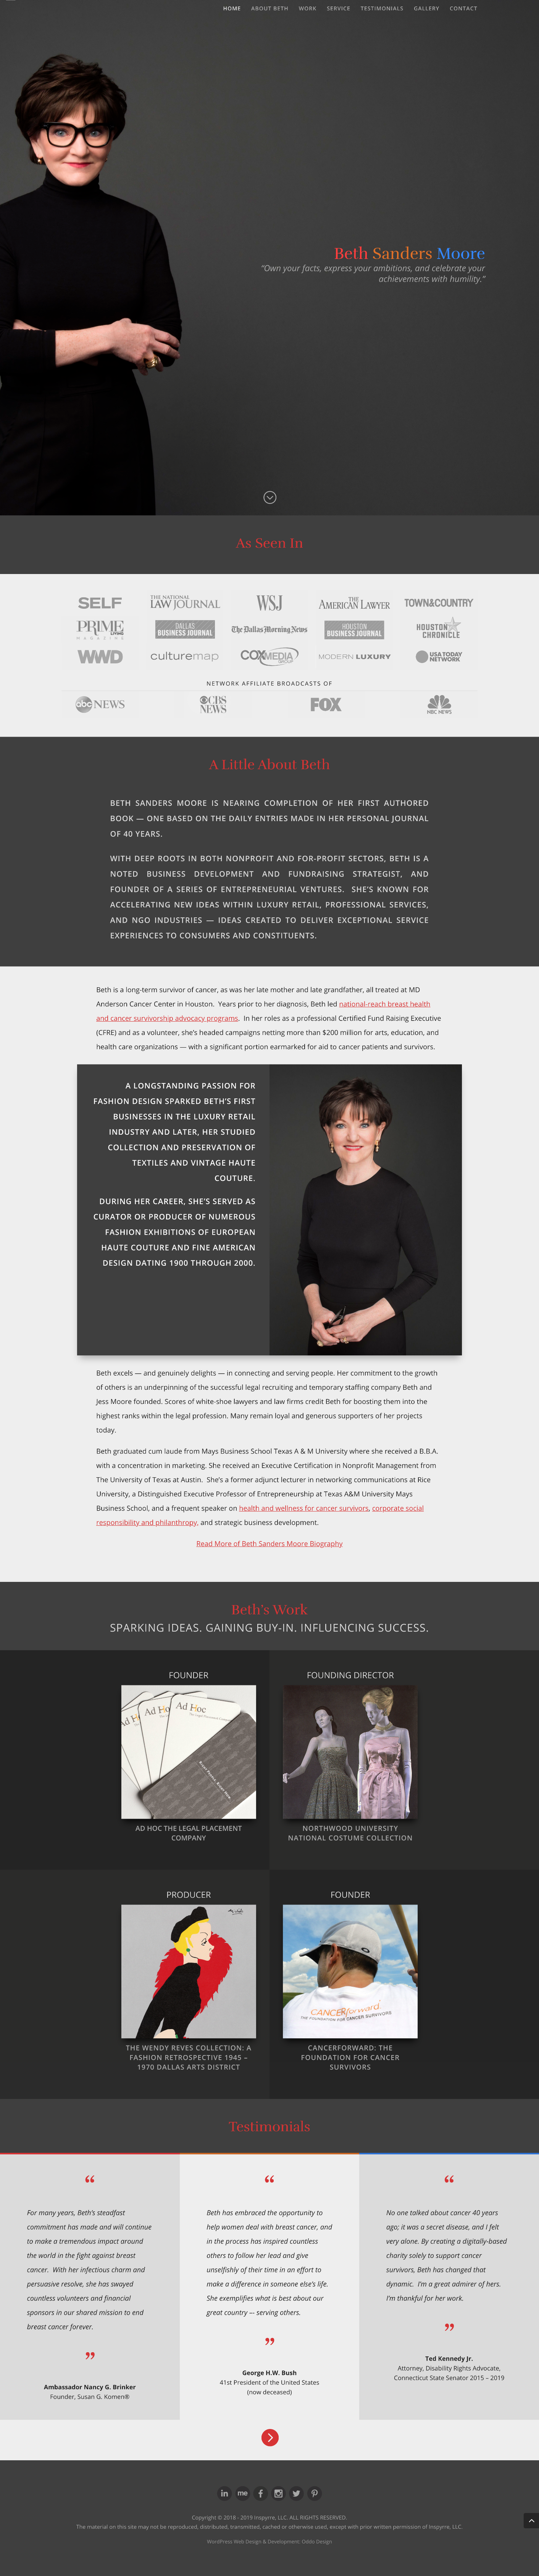 HOME ABOUT BETH WORK SERVICE TESTIMONIALS GALLERY CONTACT
Beth Sanders Moore
"Own your facts, express your ambitions, and celebrate your
achievements with humility."
As Seen In
SELF
THE NATIONAL
LAW JOURNAL
WSJ
THE
AMERICAN LAWYER
TOWN&COUNTRY
PRIME
LIVING
MAGAZINE
DALLAS
BUSINESS JOURNAL
The Dallas Morning News
HOUSTON
BUSINESS JOURNAL
HOUSTON
CHRONICLE
WWD
culturemap
COX MEDIA
MODERN LUXURY
USA TODAY
NETWORK
NETWORK AFFILIATE BROADCASTS OF
abc NEWS
CBS
NEWS
FOX
NBC NEWS
A Little About Beth
BETH SANDERS MOORE IS NEARING COMPLETION OF HER FIRST AUTHORED
BOOK — ONE BASED ON THE DAILY ENTRIES MADE IN HER PERSONAL JOURNAL
OF 40 YEARS.
WITH DEEP ROOTS IN BOTH NONPROFIT AND FOR-PROFIT SECTORS, BETH IS A
NOTED BUSINESS DEVELOPMENT AND FUNDRAISING STRATEGIST, AND
FOUNDER OF A SERIES OF ENTREPRENEURIAL VENTURES. SHE'S KNOWN FOR
ACCELERATING NEW IDEAS WITHIN LUXURY RETAIL, PROFESSIONAL SERVICES,
AND NGO INDUSTRIES — IDEAS CREATED TO DELIVER EXCEPTIONAL SERVICE
EXPERIENCES TO CONSUMERS AND CONSTITUENTS.
Beth is a long-term survivor of cancer, as was her late mother and late grandfather, all treated at MD
Anderson Cancer Center in Houston. Years prior to her diagnosis, Beth led national-reach breast health
and cancer survivorship advocacy programs. In her roles as a professional Certified Fund Raising Executive
(CFRE) and as a volunteer, she's headed campaigns netting more than $200 million for arts, education, and
health care organizations — with a significant portion earmarked for aid to cancer patients and survivors.
A LONGSTANDING PASSION FOR
FASHION DESIGN SPARKED BETH'S FIRST
BUSINESSES IN THE LUXURY RETAIL
INDUSTRY AND LATER, HER STUDIED
COLLECTION AND PRESERVATION OF
TEXTILES AND VINTAGE HAUTE
COUTURE.
DURING HER CAREER, SHE'S SERVED AS
CURATOR OR PRODUCER OF NUMEROUS
FASHION EXHIBITIONS OF EUROPEAN
HAUTE COUTURE AND FINE AMERICAN
DESIGN DATING 1900 THROUGH 2000.
Beth excels — and genuinely delights — in connecting and serving people. Her commitment to the growth
of others is an underpinning of the successful legal recruiting and temporary staffing company Beth and
Jess Moore founded. Scores of white-shoe lawyers and law firms credit Beth for boosting them into the
highest ranks within the legal profession. Many remain loyal and generous supporters of her projects
today.
Beth graduated cum laude from Mays Business School Texas A & M University where she received a B.B.A.
with a concentration in marketing. She received an Executive Certification in Nonprofit Management from
The University of Texas at Austin. She's a former adjunct lecturer in networking communications at Rice
University, a Distinguished Executive Professor of Entrepreneurship at Texas A&M University Mays
Business School, and a frequent speaker on health and wellness for cancer survivors, corporate social
responsibility and philanthropy, and strategic business development.
Read More of Beth Sanders Moore Biography
Beth's Work
SPARKING IDEAS. GAINING BUY-IN. INFLUENCING SUCCESS.
FOUNDER
Ad Hoc
AD HOC THE LEGAL PLACEMENT
COMPANY
FOUNDING DIRECTOR
NORTHWOOD UNIVERSITY
NATIONAL COSTUME COLLECTION
PRODUCER
THE WENDY REVES COLLECTION: A
FASHION RETROSPECTIVE 1945 –
1970 DALLAS ARTS DISTRICT
FOUNDER
CANCERforward
THE FOUNDATION FOR CANCER SURVIVORS
CANCERFORWARD: THE
FOUNDATION FOR CANCER
SURVIVORS
Testimonials
“
For many years, Beth's steadfast
commitment has made and will continue
to make a tremendous impact around
the world in the fight against breast
cancer. With her infectious charm and
persuasive resolve, she has swayed
countless volunteers and financial
sponsors in our shared mission to end
breast cancer forever.
”
Ambassador Nancy G. Brinker
Founder, Susan G. Komen®
“
Beth has embraced the opportunity to
help women deal with breast cancer, and
in the process has inspired countless
others to follow her lead and give
unselfishly of their time in an effort to
make a difference in someone else's life.
She exemplifies what is best about our
great country — serving others.
”
George H.W. Bush
41st President of the United States
(now deceased)
“
No one talked about cancer 40 years
ago; it was a secret disease, and I felt
very alone. By creating a digitally-based
charity solely to support cancer
survivors, Beth has changed that
dynamic. I'm a great admirer of hers.
I'm thankful for her work.
”
Ted Kennedy Jr.
Attorney, Disability Rights Advocate,
Connecticut State Senator 2015 – 2019
Copyright © 2018 - 2019 Inspyrre, LLC. ALL RIGHTS RESERVED.
The material on this site may not be reproduced, distributed, transmitted, cached or otherwise used, except with prior written permission of Inspyrre, LLC.
WordPress Web Design & Development: Oddo Design